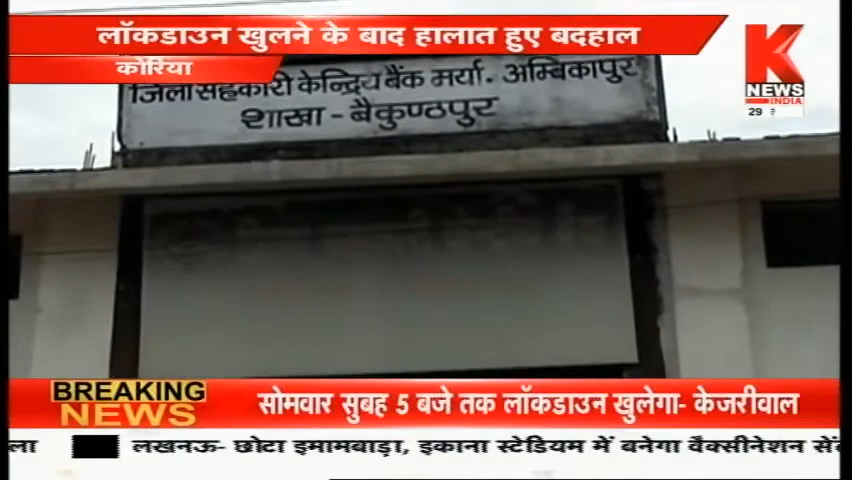 लॉकडाउन खुलने के बाद हालात हुए बदहाल
कोरिया
K
NEWS
INDIA
29
जिला सहकारी केन्द्रिय बैंक मर्या. अम्बिकापुर
शाखा - बैकुण्ठपुर
BREAKING
NEWS
सोमवार सुबह 5 बजे तक लॉकडाउन खुलेगा- केजरीवाल
ला लखनऊ- छोटा इमामबाड़ा, इकाना स्टेडियम में बनेगा वैक्सीनेशन सें